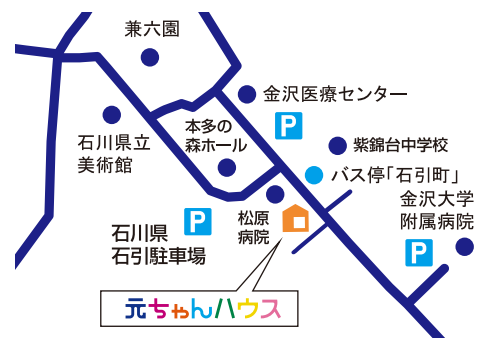 兼六園
金沢医療センター
P
本多の
森ホール
石川県立
美術館
紫錦台中学校
バス停「石引町」
金沢大学
附属病院
P
松原
病院
P
石川県
石引駐車場
元ちゃんハウス